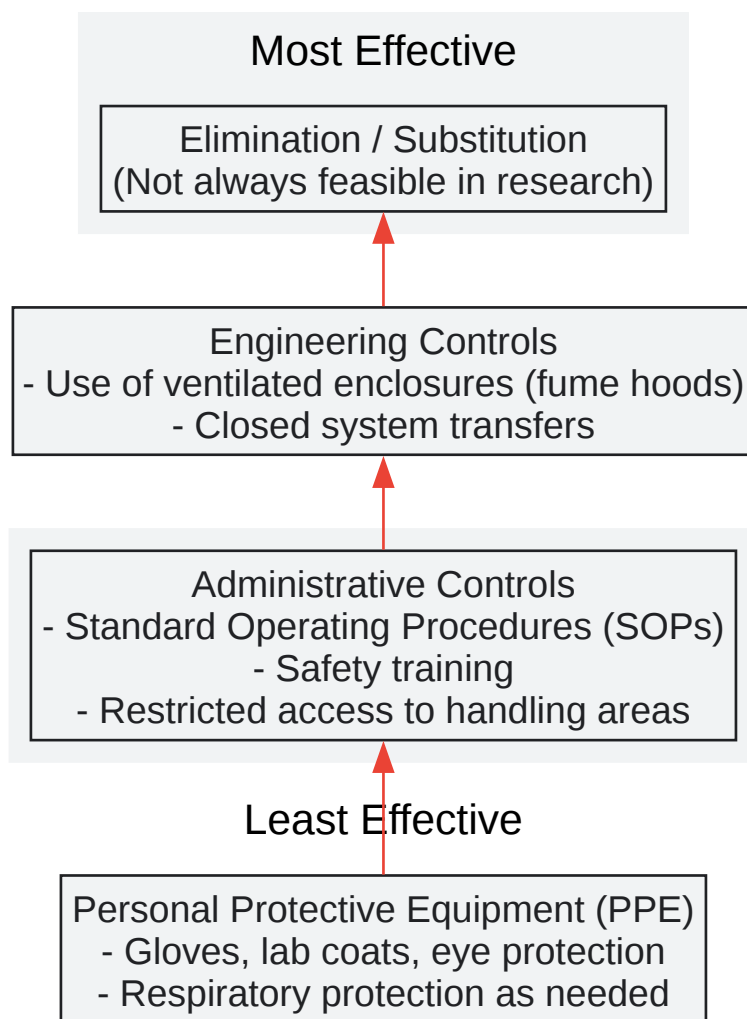 Most Effective
Elimination / Substitution
(Not always feasible in research)
Engineering Controls
- Use of ventilated enclosures (fume hoods)
- Closed system transfers
Administrative Controls
- Standard Operating Procedures (SOPs)
- Safety training
- Restricted access to handling areas
Least Effective
Personal Protective Equipment (PPE)
- Gloves, lab coats, eye protection
- Respiratory protection as needed